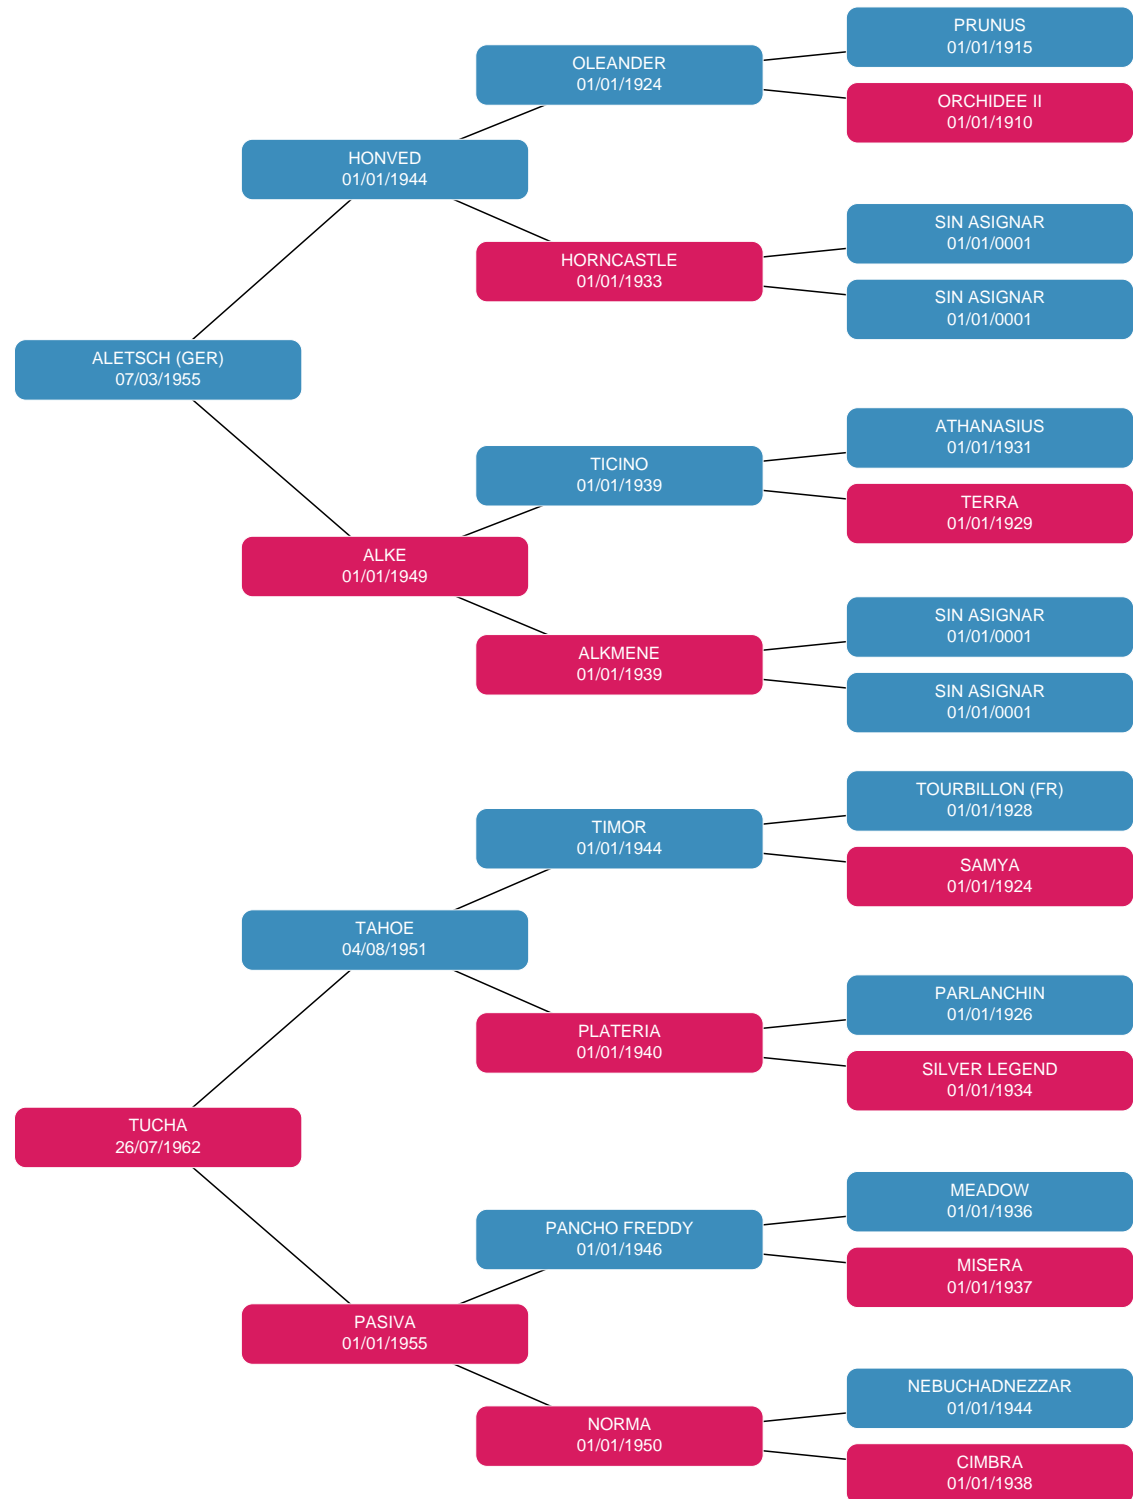 PRUNUS
01/01/1915
OLEANDER
01/01/1924
ORCHIDEE II
01/01/1910
HONVED
01/01/1944
SIN ASIGNAR
01/01/0001
HORNCASTLE
01/01/1933
SIN ASIGNAR
01/01/0001
ALETSCH (GER)
07/03/1955
ATHANASIUS
01/01/1931
TICINO
01/01/1939
TERRA
01/01/1929
ALKE
01/01/1949
SIN ASIGNAR
01/01/0001
ALKMENE
01/01/1939
SIN ASIGNAR
01/01/0001
TOURBILLON (FR)
01/01/1928
TIMOR
01/01/1944
SAMYA
01/01/1924
TAHOE
04/08/1951
PARLANCHIN
01/01/1926
PLATERIA
01/01/1940
SILVER LEGEND
01/01/1934
TUCHA
26/07/1962
MEADOW
01/01/1936
PANCHO FREDDY
01/01/1946
MISERA
01/01/1937
PASIVA
01/01/1955
NEBUCHADNEZZAR
01/01/1944
NORMA
01/01/1950
CIMBRA
01/01/1938